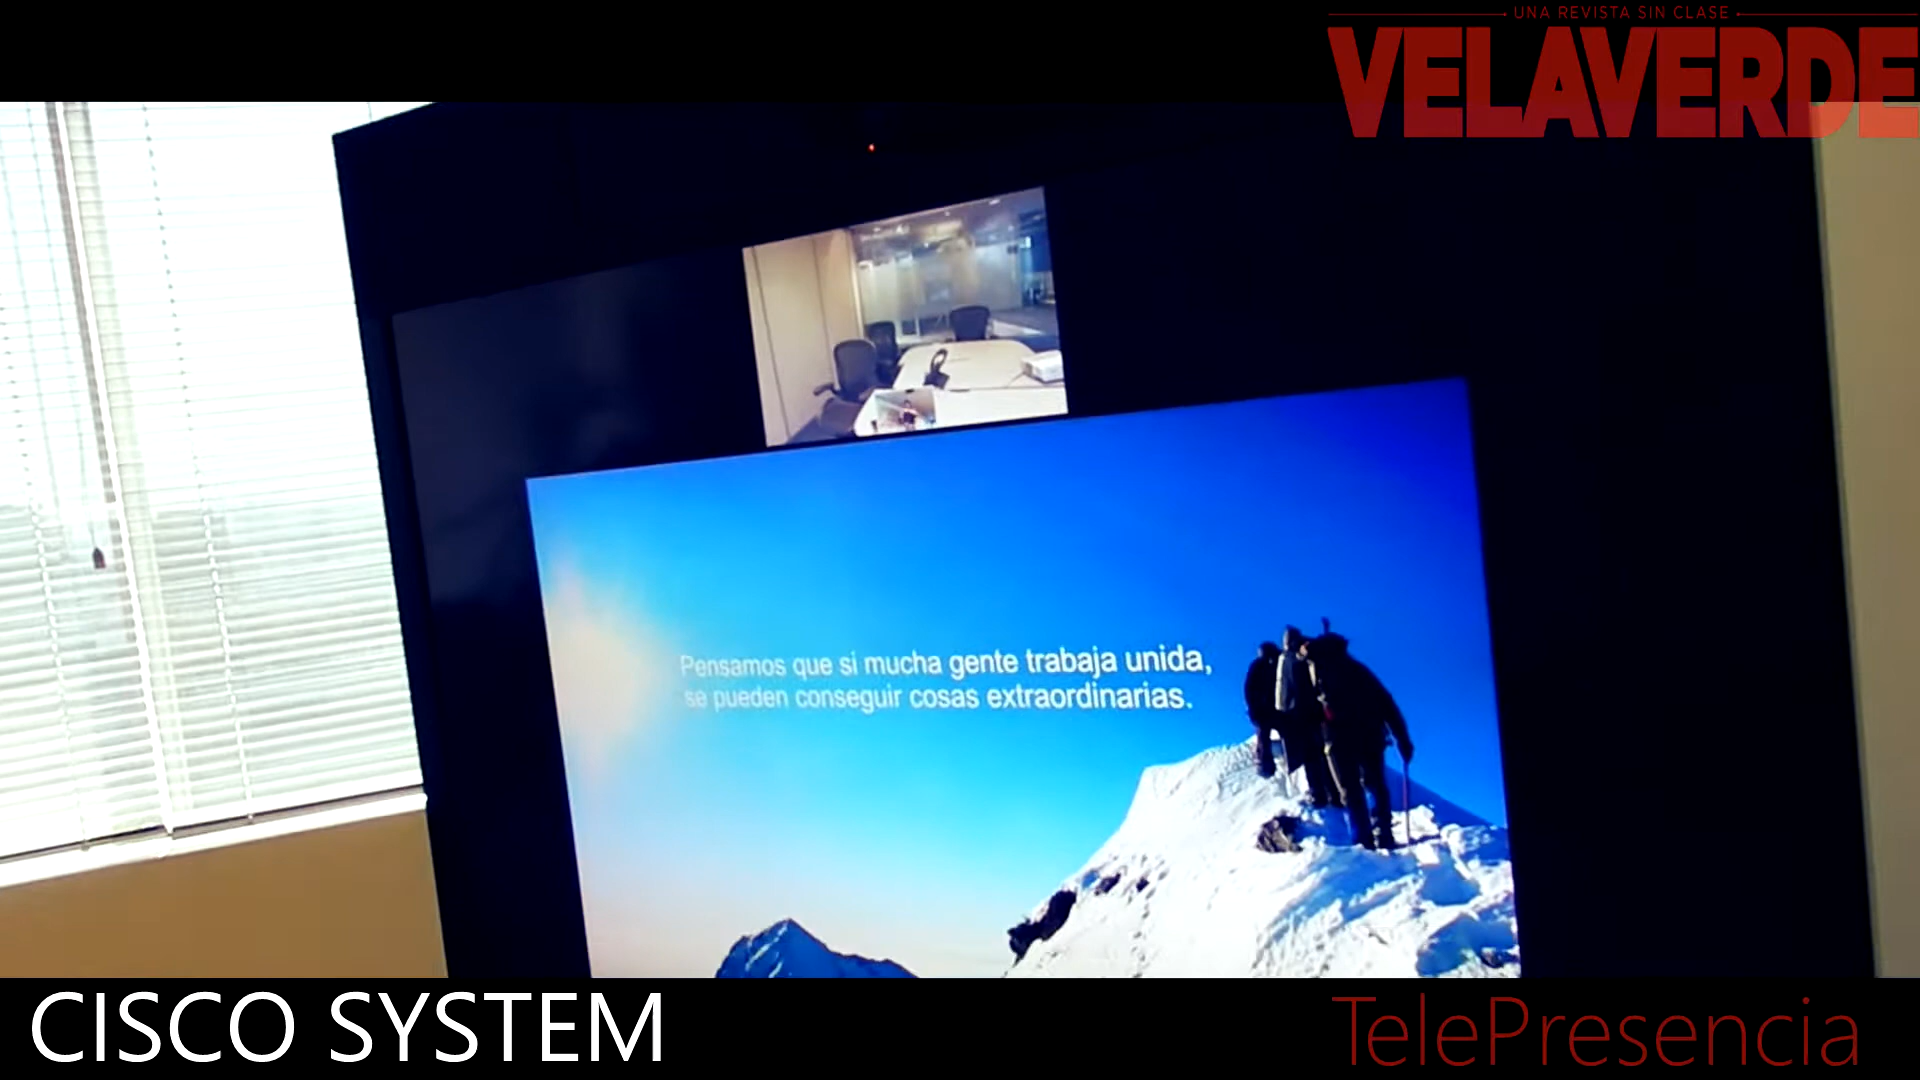 UNA REVISTA SIN CLASE
VELAVERDE
Pensamos que si mucha gente trabaja unida,
se pueden conseguir cosas extraordinarias.
CISCO SYSTEM
TelePresencia